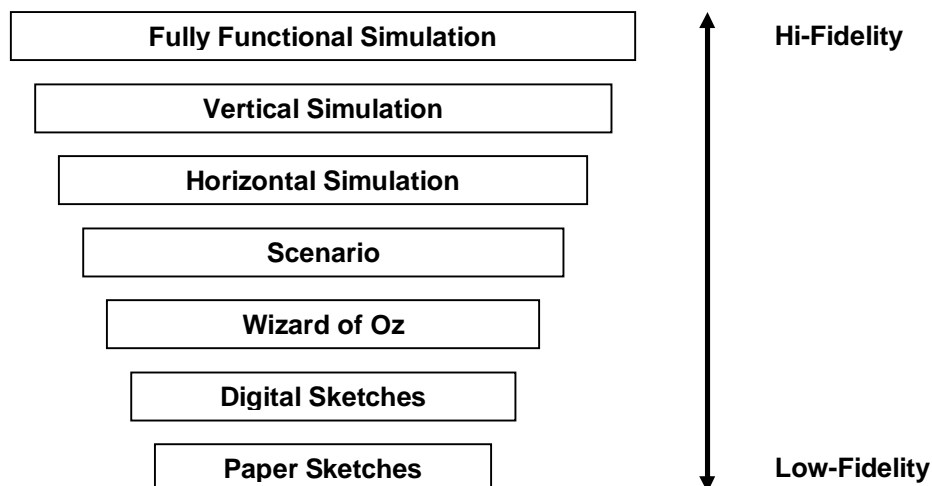 Fully Functional Simulation
Hi-Fidelity
Vertical Simulation
Horizontal Simulation
Scenario
Wizard of Oz
Digital Sketches
Paper Sketches
Low-Fidelity